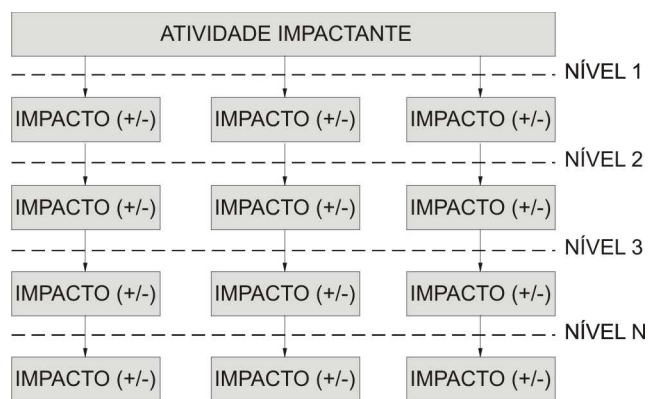 ATIVIDADE IMPACTANTE
NÍVEL 1
IMPACTO (+/-) IMPACTO (+/-) IMPACTO (+/-)
NÍVEL 2
IMPACTO (+/-) IMPACTO (+/-) IMPACTO (+/-)
NÍVEL 3
IMPACTO (+/-) IMPACTO (+/-) IMPACTO (+/-)
NÍVEL N
IMPACTO (+/-) IMPACTO (+/-) IMPACTO (+/-)